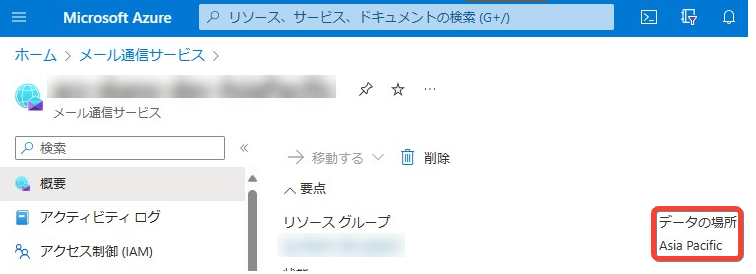 Microsoft Azure
リソース、サービス、ドキュメントの検索 (G+/)
ホーム > メール通信サービス >
メール通信サービス
検索
移動する
削除
概要
要点
アクティビティ ログ
リソース グループ
データの場所
アクセス制御 (IAM)
Asia Pacific